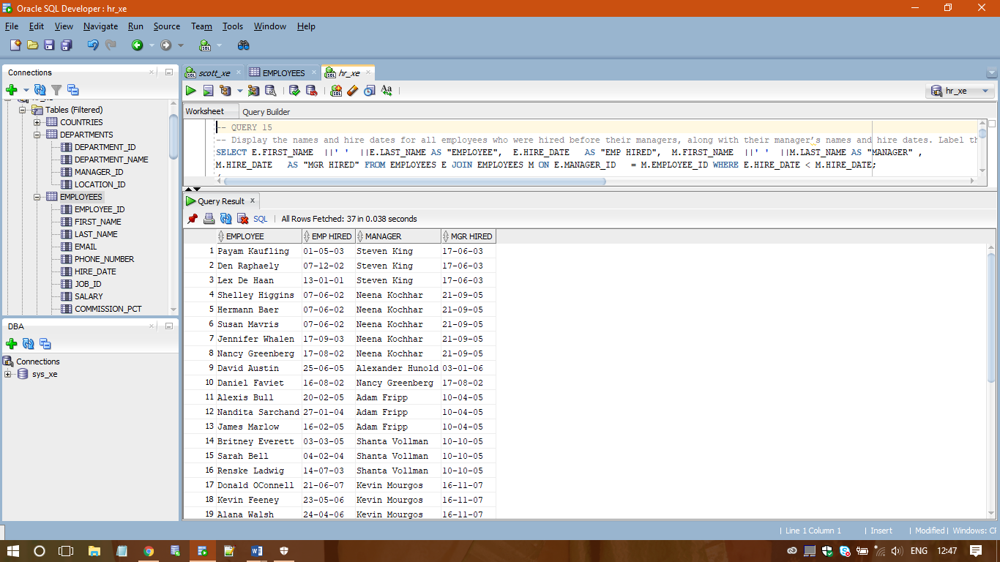 Oracle SQL Developer : hr_xe
File Edit View Navigate Run Source Team Tools Window Help
Connections
Tables (Filtered)
COUNTRIES
DEPARTMENTS
DEPARTMENT_ID
DEPARTMENT_NAME
MANAGER_ID
LOCATION_ID
EMPLOYEES
EMPLOYEE_ID
FIRST_NAME
LAST_NAME
EMAIL
PHONE_NUMBER
HIRE_DATE
JOB_ID
SALARY
COMMISSION_PCT
DBA
Connections
sys_xe
scott_xe EMPLOYEES hr_xe
hr_xe
Worksheet Query Builder
-- QUERY 15
-- Display the names and hire dates for all employees who were hired before their managers, along with their manager’s names and hire dates. Label th
SELECT E.FIRST_NAME ||' ' ||E.LAST_NAME AS "EMPLOYEE", E.HIRE_DATE AS "EMP HIRED", M.FIRST_NAME ||' ' ||M.LAST_NAME AS "MANAGER" ,
M.HIRE_DATE AS "MGR HIRED" FROM EMPLOYEES E JOIN EMPLOYEES M ON E.MANAGER_ID = M.EMPLOYEE_ID WHERE E.HIRE_DATE < M.HIRE_DATE;
Query Result x
SQL | All Rows Fetched: 37 in 0.038 seconds
EMPLOYEE EMP HIRED MANAGER MGR HIRED
1 Payam Kaufling 01-05-03 Steven King 17-06-03
2 Den Raphaely 07-12-02 Steven King 17-06-03
3 Lex De Haan 13-01-01 Steven King 17-06-03
4 Shelley Higgins 07-06-02 Neena Kochhar 21-09-05
5 Hermann Baer 07-06-02 Neena Kochhar 21-09-05
6 Susan Mavris 07-06-02 Neena Kochhar 21-09-05
7 Jennifer Whalen 17-09-03 Neena Kochhar 21-09-05
8 Nancy Greenberg 17-08-02 Neena Kochhar 21-09-05
9 David Austin 25-06-05 Alexander Hunold 03-01-06
10 Daniel Faviet 16-08-02 Nancy Greenberg 17-08-02
11 Alexis Bull 20-02-05 Adam Fripp 10-04-05
12 Nandita Sarchand 27-01-04 Adam Fripp 10-04-05
13 James Marlow 16-02-05 Adam Fripp 10-04-05
14 Britney Everett 03-03-05 Shanta Vollman 10-10-05
15 Sarah Bell 04-02-04 Shanta Vollman 10-10-05
16 Renske Ladwig 14-07-03 Shanta Vollman 10-10-05
17 Donald OConnell 21-06-07 Kevin Mourgos 16-11-07
18 Kevin Feeney 23-05-06 Kevin Mourgos 16-11-07
19 Alana Walsh 24-04-06 Kevin Mourgos 16-11-07
| Line 1 Column 1 | Insert | Modified | Windows: CF
ENG 12:47